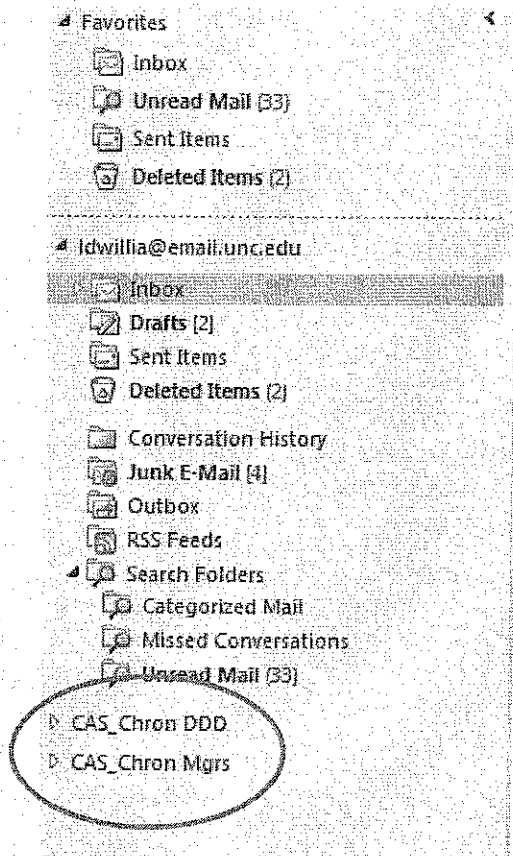 Favorites
Inbox
Unread Mail (33)
Sent Items
Deleted Items (2)
ldwillia@email.unc.edu
Inbox
Drafts [2]
Sent Items
Deleted Items (2)
Conversation History
Junk E-Mail [4]
Outbox
RSS Feeds
Search Folders
Categorized Mail
Missed Conversations
Unread Mail (33)
CAS_Chron DDD
CAS_Chron Mgrs